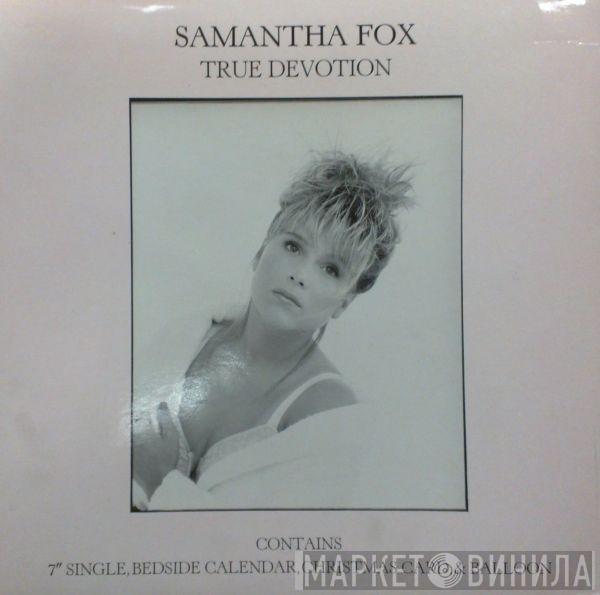 SAMANTHA FOX
TRUE DEVOTION
CONTAINS
7" SINGLE, BEDSIDE CALENDAR, CHRISTMAS CARD, & BALLOON
МАРКЕТ ВИНИЛА